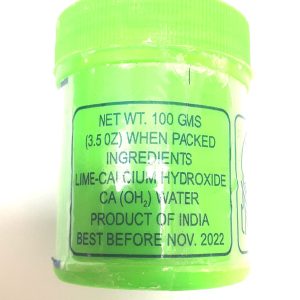 NET WT. 100 GMS
(3.5 OZ) WHEN PACKED
INGREDIENTS
LIME-CALCIUM HYDROXIDE
CA (OH₂) WATER
PRODUCT OF INDIA
BEST BEFORE NOV. 2022